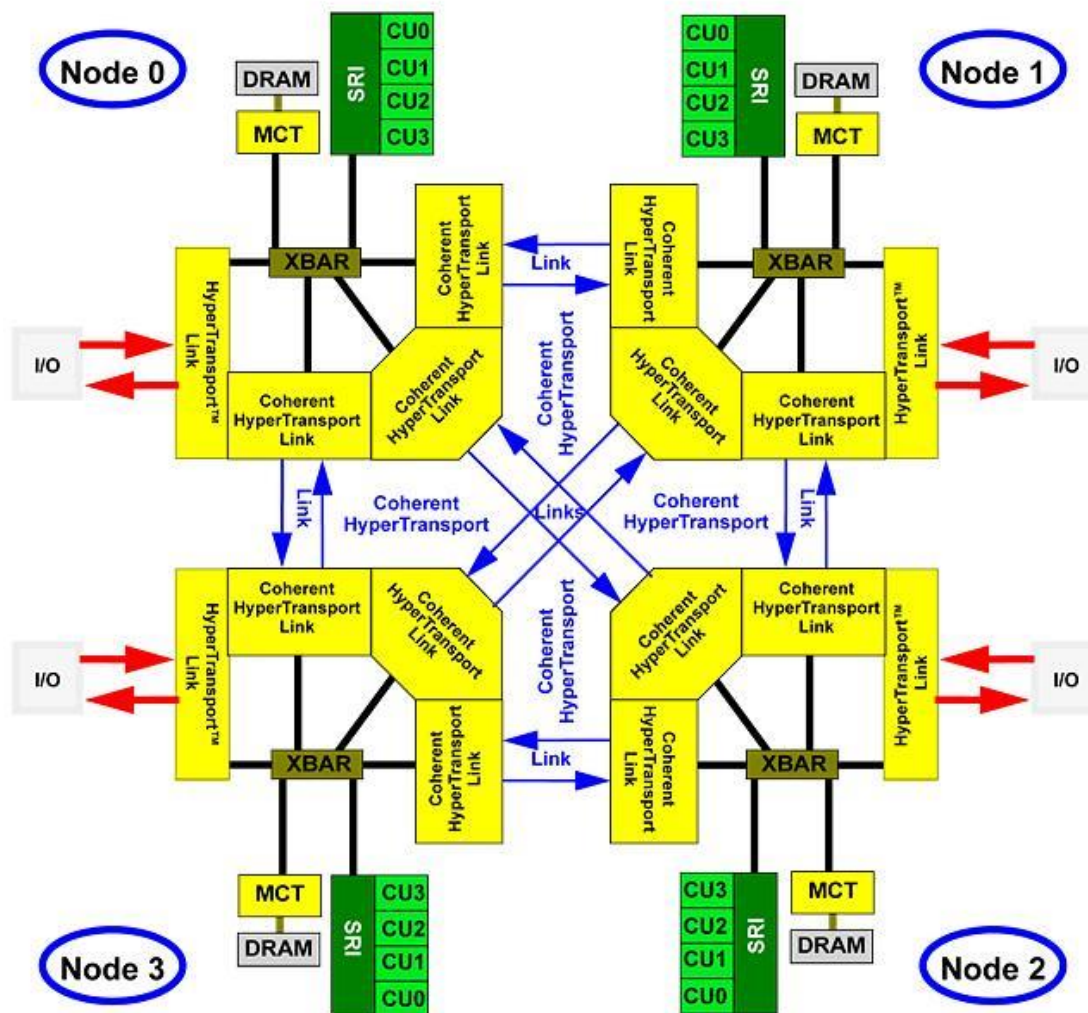 Node 0
DRAM
MCT
SRI
CU0
CU1
CU2
CU3
CU0
CU1
CU2
CU3
SRI
DRAM
MCT
Node 1
XBAR
Coherent
HyperTransport
Link
Link
Coherent
HyperTransport
Link
XBAR
I/O
HyperTransport™
Link
Coherent
HyperTransport
Link
Coherent
HyperTransport
Link
Coherent
HyperTransport
Coherent
HyperTransport
Link
Coherent
HyperTransport
Link
HyperTransport™
Link
I/O
Link
Coherent
HyperTransport
Links
Coherent
HyperTransport
Link
I/O
HyperTransport™
Link
Coherent
HyperTransport
Link
Coherent
HyperTransport
Link
Coherent
HyperTransport
Coherent
HyperTransport
Link
Coherent
HyperTransport
Link
HyperTransport™
Link
I/O
XBAR
Coherent
HyperTransport
Link
Link
Coherent
HyperTransport
Link
XBAR
MCT
DRAM
SRI
CU3
CU2
CU1
CU0
CU3
CU2
CU1
CU0
SRI
MCT
DRAM
Node 3
Node 2